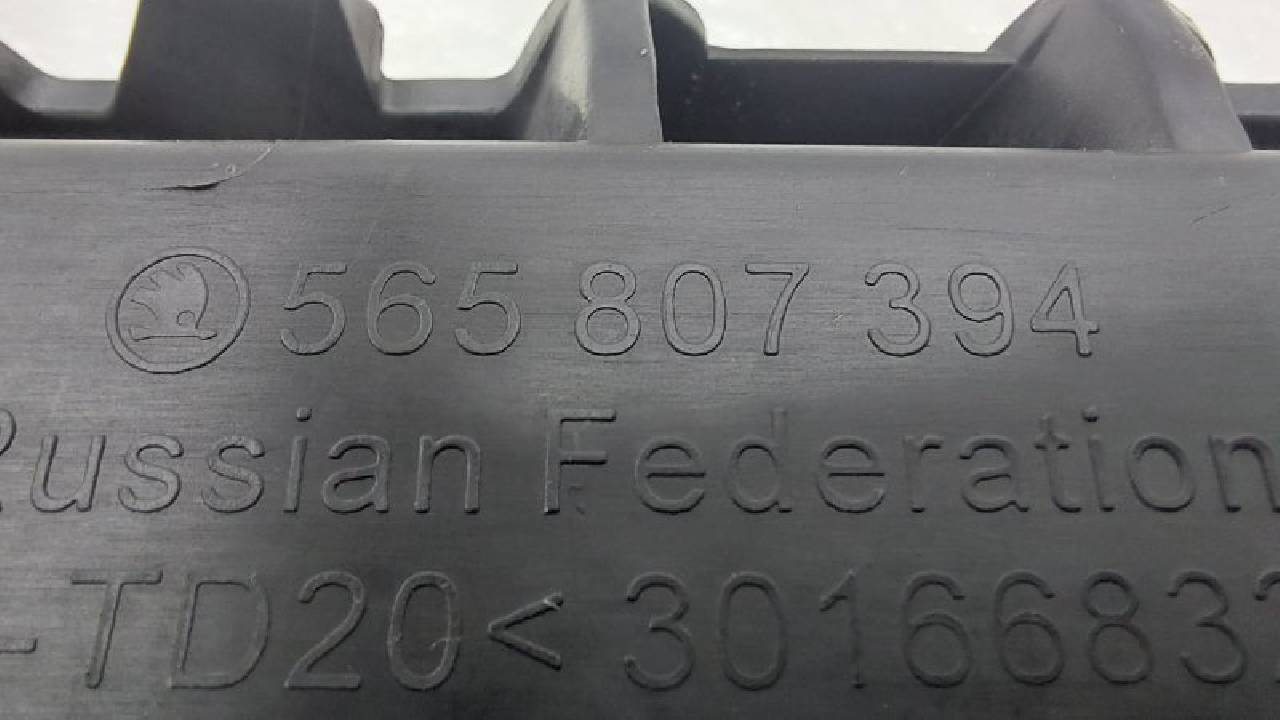 565 807 394
Russian Federation
-TD20< 3016683